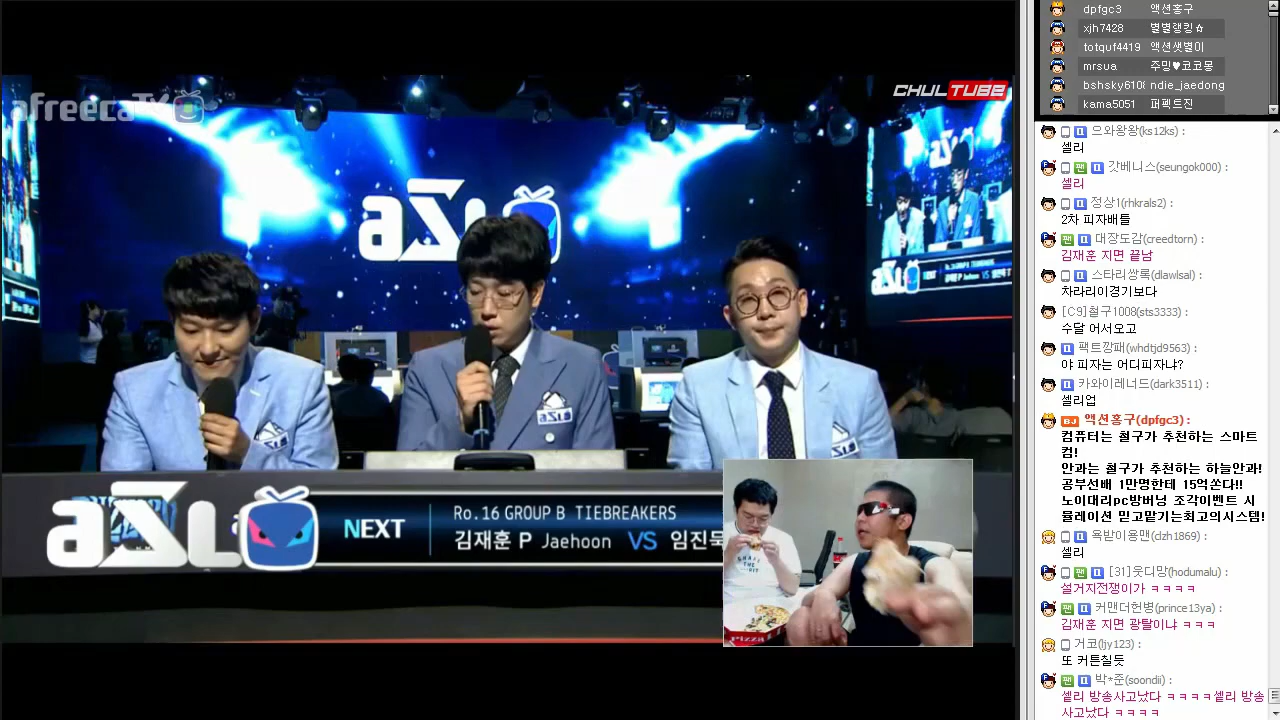 afreecaTV
CHULTUBE
aSL
NEXT
Ro.16 GROUP B TIEBREAKERS
김재훈 P Jaehoon VS 임진묵
PIZZA
dpfgc3 액션홍구
xjh7428 별별랭킹☆
totquf4419 액션샛별이
mrsua 주밍♥코코몽
bshsky610 ndie_jaedong
kama5051 퍼펙트진
으와왕왕(ks12ks) :
셀리
갓베니스(seungok000) :
셀리
정상1(rhkrals2) :
2차 피자배틀
대장도감(creedtorn) :
김재훈 지면 끝남
스타리쌍륙(diawlsal) :
차라리이경기보다
[C9]철구1008(sts3333) :
수달 어서오고
팩트깡패(whdtjd9563) :
야 피자는 어디피자냐?
카와이레너드(dark3511) :
셀리업
BJ 액션홍구(dpfgc3) :
컴퓨터는 철구가 추천하는 스마트
컴!
안과는 철구가 추천하는 하늘안과!
공부선배 1만명한테 15억쏜다!!
노이대리pc방버닝 조각이벤트 시
뮬레이션 믿고맡기는최고의시스템!
욕받이용맨(dzh1869) :
셀리
[31]웃디망(hodumalu) :
설거지전쟁이가 ㅋㅋㅋㅋ
커맨더헌병(prince13ya) :
김재훈 지면 광탈이냐 ㅋㅋㅋ
거코(ljy123) :
또 커튼칠듯
박*준(soondii) :
셀리 방송사고났다 ㅋㅋㅋㅋ셀리 방송
사고났다 ㅋㅋㅋㅋ